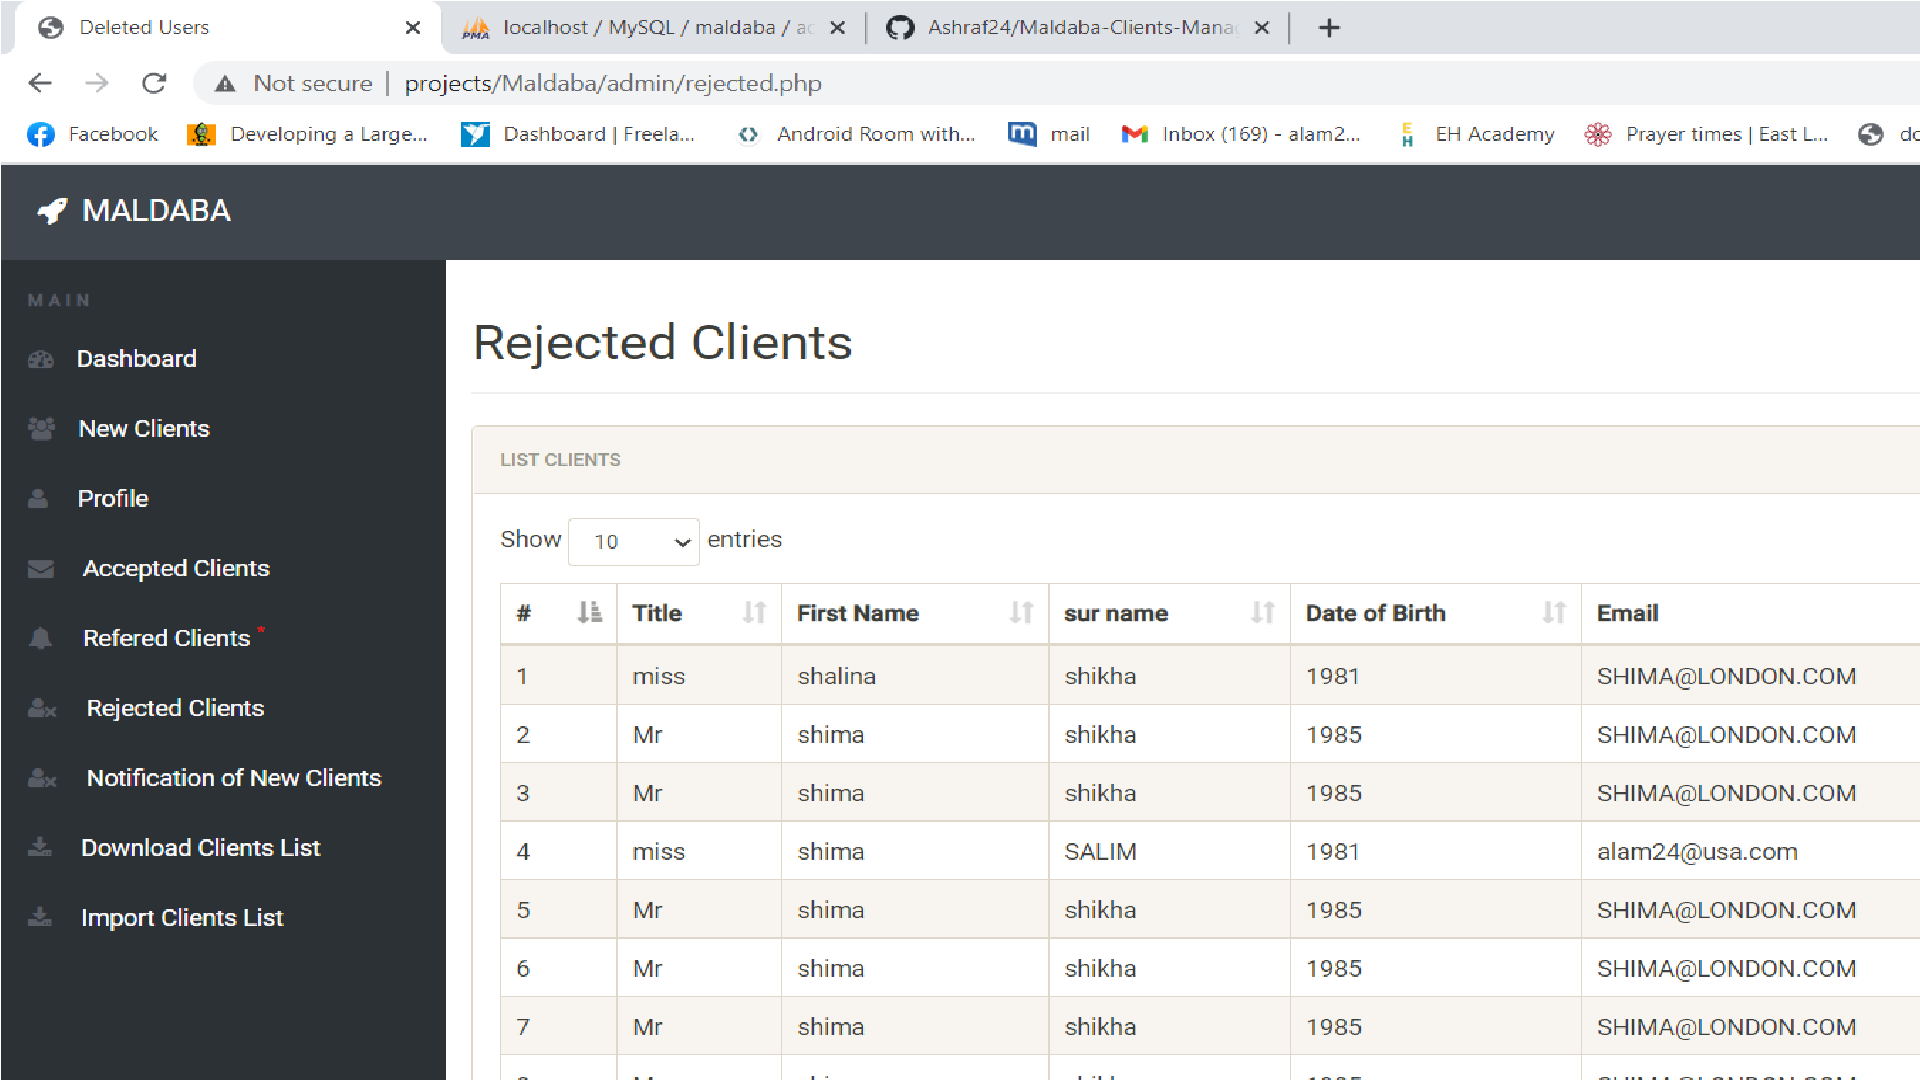 Deleted Users
localhost / MySQL / maldaba / ac
Ashraf24/Maldaba-Clients-Mana
Not secure | projects/Maldaba/admin/rejected.php
Facebook
Developing a Large...
Dashboard | Freela...
Android Room with...
mail
Inbox (169) - alam2...
EH Academy
Prayer times | East L...
dc
MALDABA
MAIN
Dashboard
New Clients
Profile
Accepted Clients
Refered Clients *
Rejected Clients
Notification of New Clients
Download Clients List
Import Clients List
Rejected Clients
LIST CLIENTS
Show 10 entries
# Title First Name sur name Date of Birth Email
1 miss shalina shikha 1981 SHIMA@LONDON.COM
2 Mr shima shikha 1985 SHIMA@LONDON.COM
3 Mr shima shikha 1985 SHIMA@LONDON.COM
4 miss shima SALIM 1981 alam24@usa.com
5 Mr shima shikha 1985 SHIMA@LONDON.COM
6 Mr shima shikha 1985 SHIMA@LONDON.COM
7 Mr shima shikha 1985 SHIMA@LONDON.COM